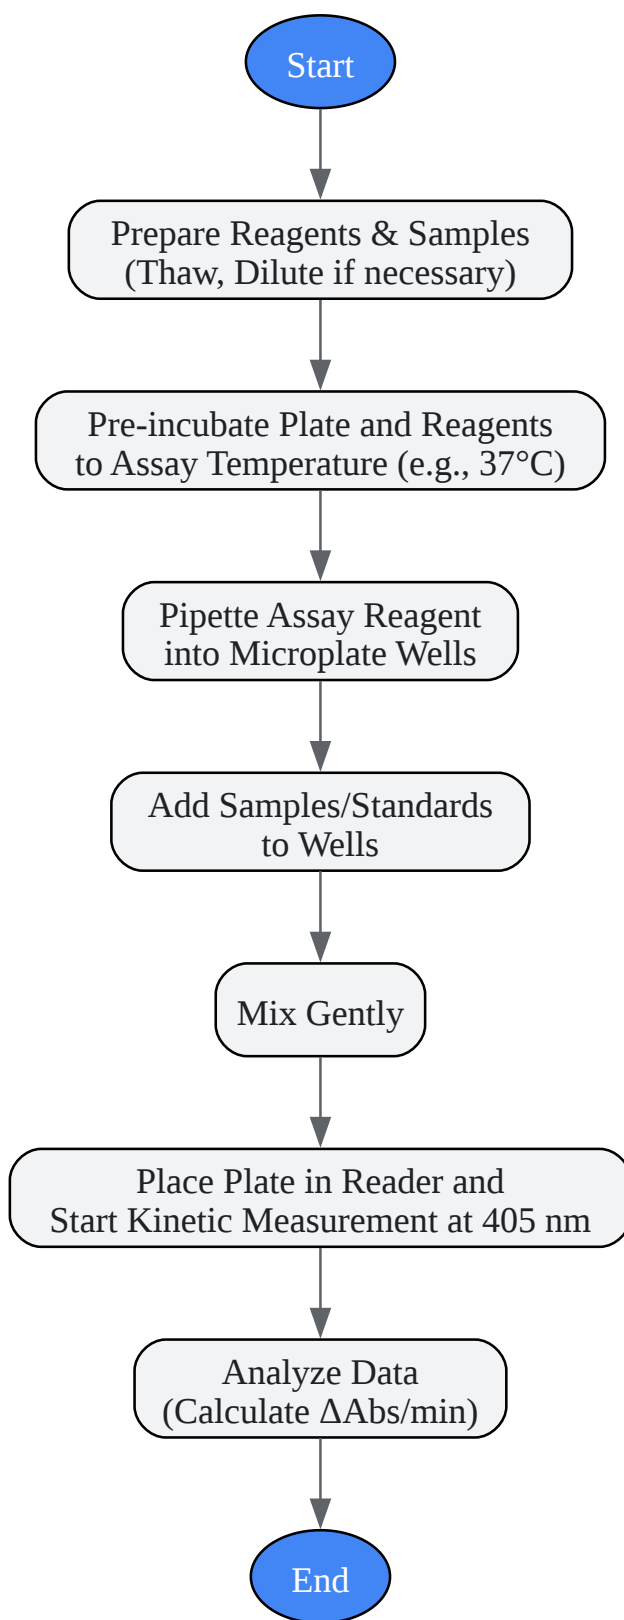 Start
Prepare Reagents & Samples
(Thaw, Dilute if necessary)
Pre-incubate Plate and Reagents
to Assay Temperature (e.g., 37°C)
Pipette Assay Reagent
into Microplate Wells
Add Samples/Standards
to Wells
Mix Gently
Place Plate in Reader and
Start Kinetic Measurement at 405 nm
Analyze Data
(Calculate ΔAbs/min)
End